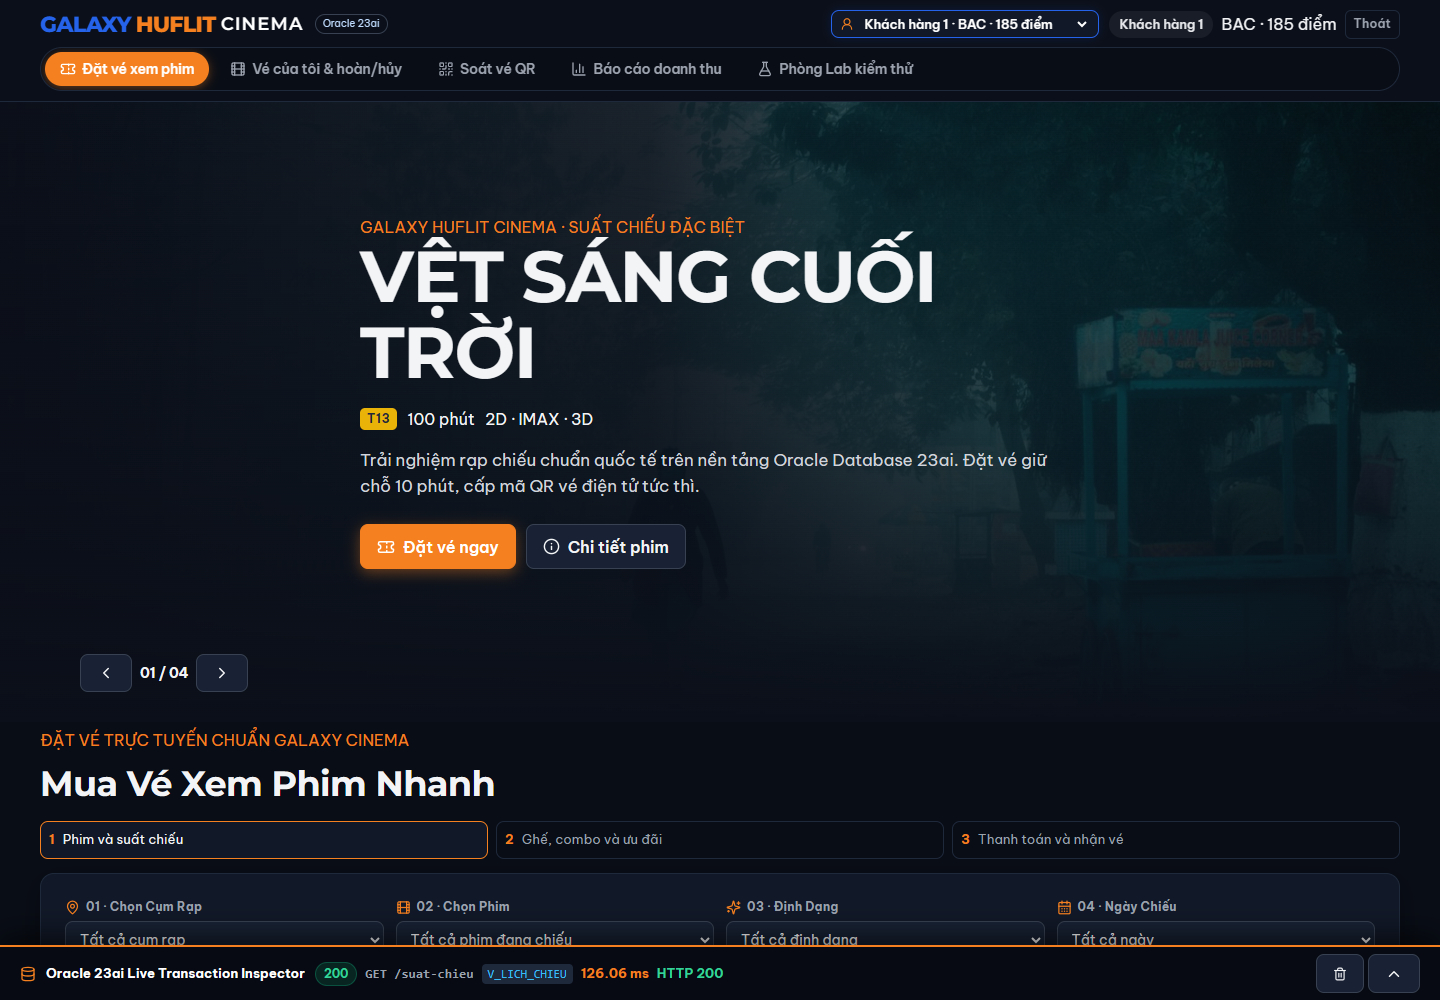 GALAXY HUFLIT CINEMA Oracle 23ai
Khách hàng 1 · BAC · 185 điểm
Khách hàng 1 BAC · 185 điểm Thoát
Đặt vé xem phim Vé của tôi & hoàn/hủy Soát vé QR Báo cáo doanh thu Phòng Lab kiểm thử
GALAXY HUFLIT CINEMA · SUẤT CHIẾU ĐẶC BIỆT
VỆT SÁNG CUỐI
TRỜI
T13 100 phút 2D · IMAX · 3D
Trải nghiệm rạp chiếu chuẩn quốc tế trên nền tảng Oracle Database 23ai. Đặt vé giữ
chỗ 10 phút, cấp mã QR vé điện tử tức thì.
Đặt vé ngay Chi tiết phim
01 / 04
ĐẶT VÉ TRỰC TUYẾN CHUẨN GALAXY CINEMA
Mua Vé Xem Phim Nhanh
1 Phim và suất chiếu 2 Ghế, combo và ưu đãi 3 Thanh toán và nhận vé
01 · Chọn Cụm Rạp 02 · Chọn Phim 03 · Định Dạng 04 · Ngày Chiếu
Tất cả cụm rạp Tất cả phim đang chiếu Tất cả định dạng Tất cả ngày
Oracle 23ai Live Transaction Inspector 200 GET /suat-chieu V_LICH_CHIEU 126.06 ms HTTP 200